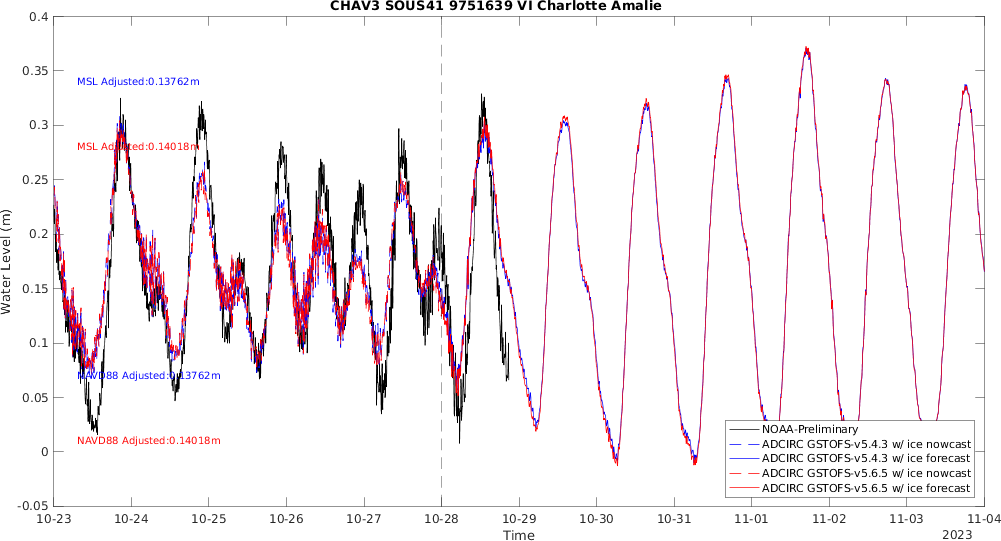 CHAV3 SOUS41 9751639 VI Charlotte Amalie
0.4
0.35
0.3
0.25
0.2
0.15
0.1
0.05
0
-0.05
Water Level (m)
MSL Adjusted:0.13762m
MSL Adjusted:0.14018m
NAVD88 Adjusted:0.13762m
NAVD88 Adjusted:0.14018m
NOAA-Preliminary
ADCIRC GSTOFS-v5.4.3 w/ ice nowcast
ADCIRC GSTOFS-v5.4.3 w/ ice forecast
ADCIRC GSTOFS-v5.6.5 w/ ice nowcast
ADCIRC GSTOFS-v5.6.5 w/ ice forecast
10-23 10-24 10-25 10-26 10-27 10-28 10-29 10-30 10-31 11-01 11-02 11-03 11-04
Time
2023